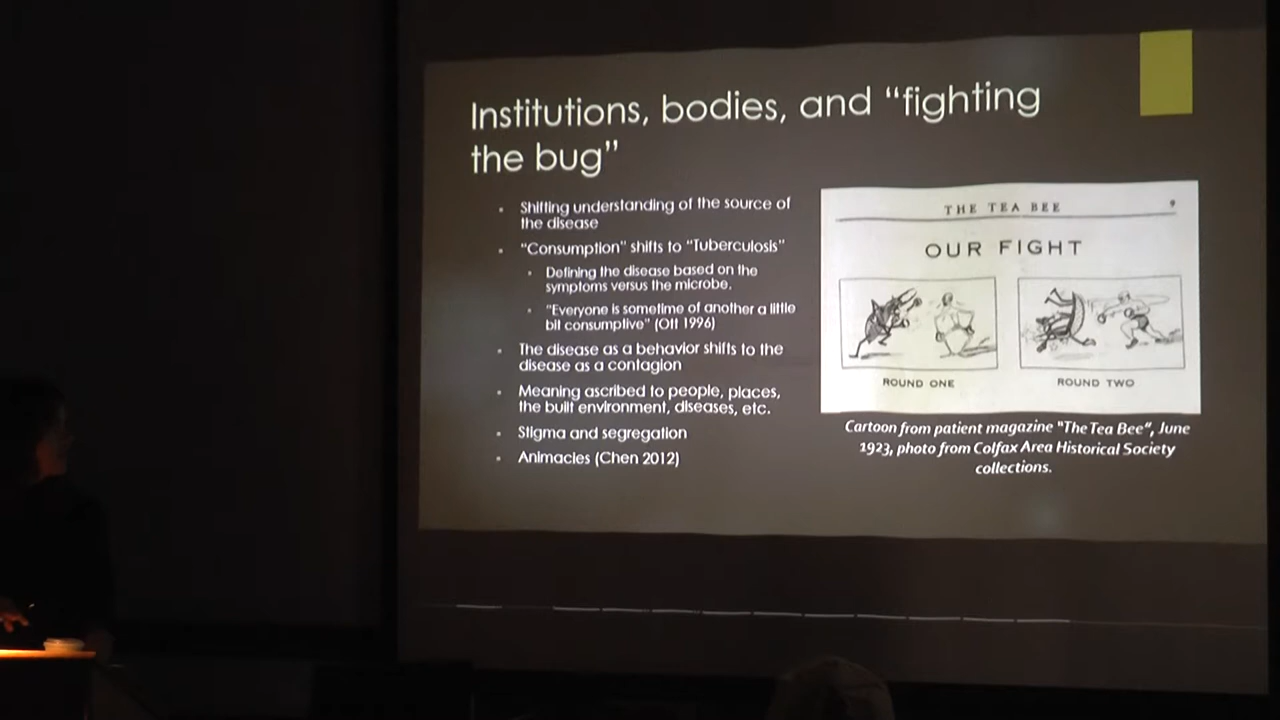 Institutions, bodies, and “fighting
the bug”
Shifting understanding of the source of
the disease
“Consumption” shifts to “Tuberculosis”
Defining the disease based on the
symptoms versus the microbe.
“Everyone is sometime of another a little
bit consumptive” (Ott 1996)
The disease as a behavior shifts to the
disease as a contagion
Meaning ascribed to people, places,
the built environment, diseases, etc.
Stigma and segregation
Animacies (Chen 2012)
THE TEA BEE 9
OUR FIGHT
ROUND ONE
ROUND TWO
Cartoon from patient magazine "The Tea Bee", June
1923, photo from Colfax Area Historical Society
collections.